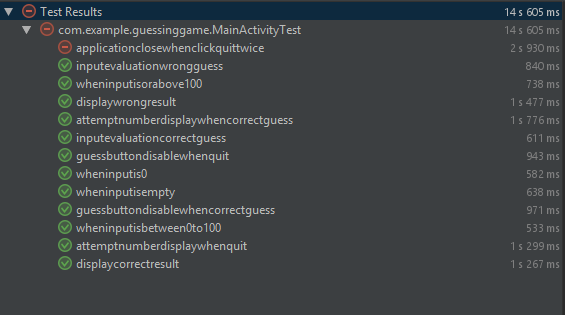 Test Results 14 s 605 ms
com.example.guessinggame.MainActivityTest 14 s 605 ms
applicationclosewhenclickquittwice 2 s 930 ms
inputevaluationwrongguess 840 ms
wheninputisorabove100 738 ms
displaywrongresult 1 s 477 ms
attemptnumberdisplaywhencorrectguess 1 s 776 ms
inputevaluationcorrectguess 611 ms
guessbuttondisablewhenquit 943 ms
wheninputis0 582 ms
wheninputisempty 638 ms
guessbuttondisablewhencorrectguess 971 ms
wheninputisbetween0to100 533 ms
attemptnumberdisplaywhenquit 1 s 299 ms
displaycorrectresult 1 s 267 ms